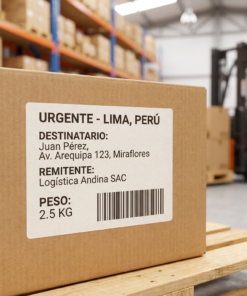 URGENTE - LIMA, PERÚ
DESTINATARIO:
Juan Pérez,
Av. Arequipa 123, Miraflores
REMITENTE:
Logística Andina SAC
PESO:
2.5 KG